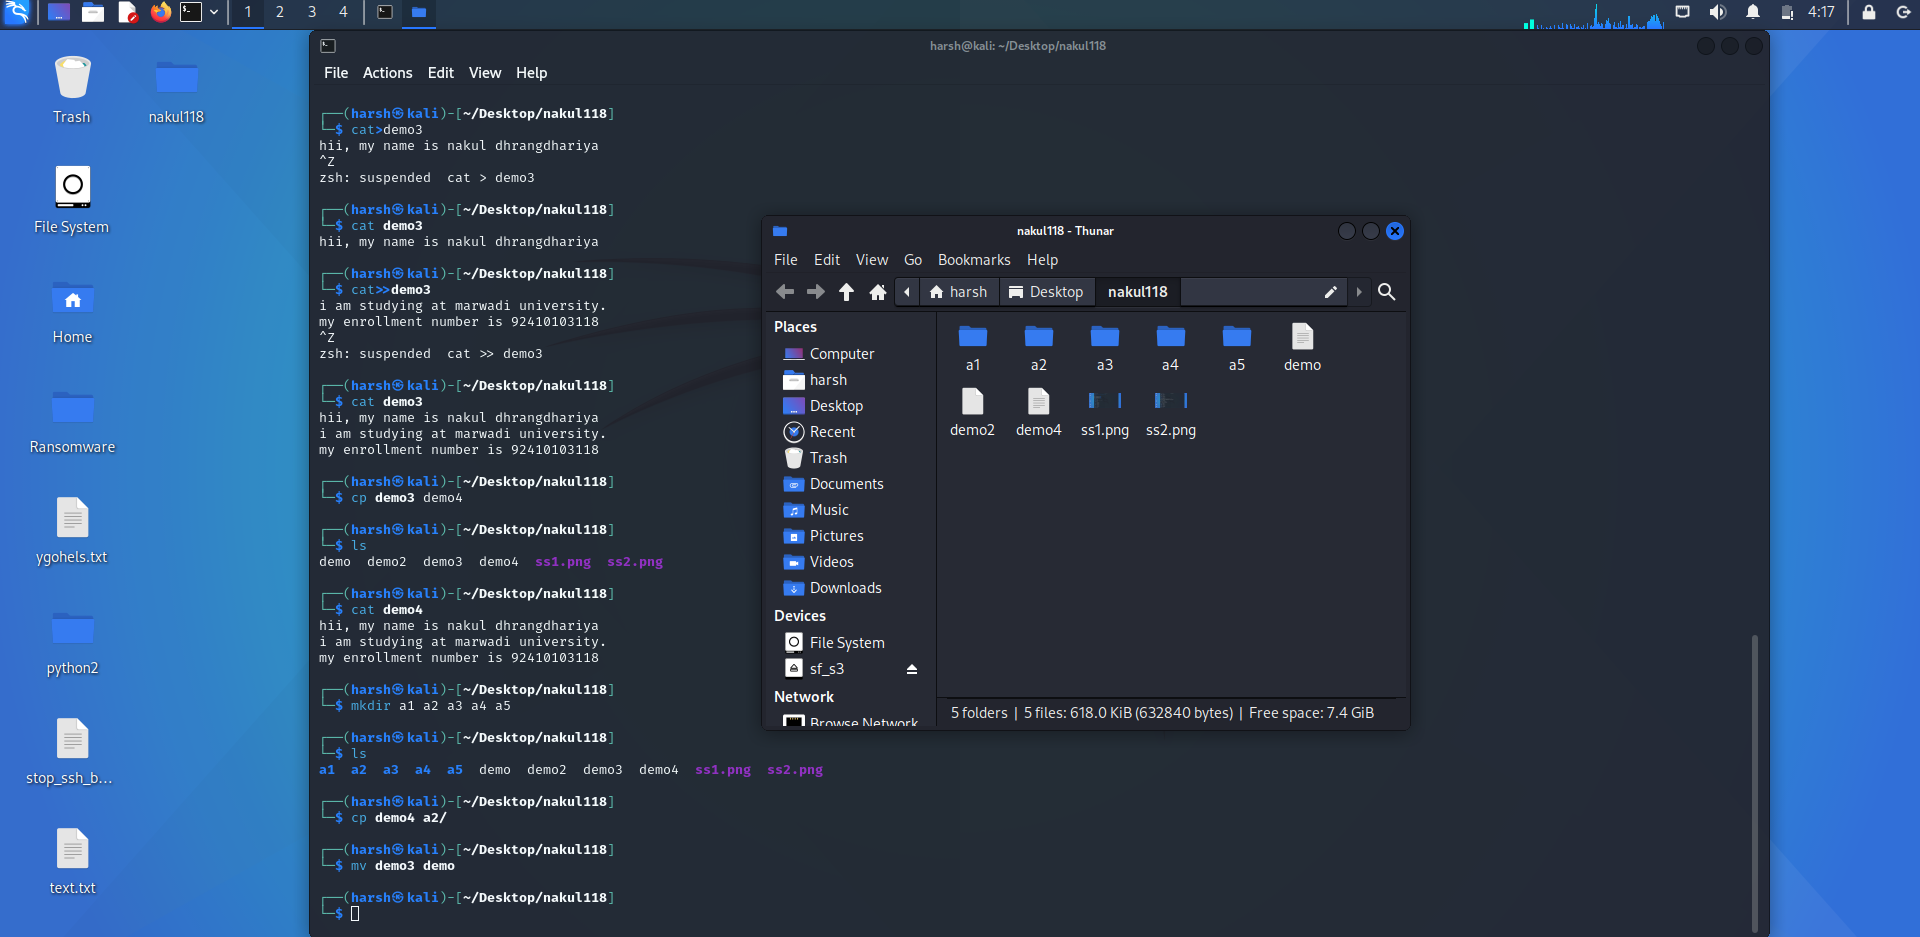 1 2 3 4
4:17
Trash
nakul118
File System
Home
Ransomware
ygohels.txt
python2
stop_ssh_b...
text.txt
harsh@kali: ~/Desktop/nakul118
File Actions Edit View Help
┌──(harsh㉿kali)-[~/Desktop/nakul118]
└─$ cat>demo3
hii, my name is nakul dhrangdhariya
^Z
zsh: suspended  cat > demo3
┌──(harsh㉿kali)-[~/Desktop/nakul118]
└─$ cat demo3
hii, my name is nakul dhrangdhariya
┌──(harsh㉿kali)-[~/Desktop/nakul118]
└─$ cat>>demo3
i am studying at marwadi university.
my enrollment number is 92410103118
^Z
zsh: suspended  cat >> demo3
┌──(harsh㉿kali)-[~/Desktop/nakul118]
└─$ cat demo3
hii, my name is nakul dhrangdhariya
i am studying at marwadi university.
my enrollment number is 92410103118
┌──(harsh㉿kali)-[~/Desktop/nakul118]
└─$ cp demo3 demo4
┌──(harsh㉿kali)-[~/Desktop/nakul118]
└─$ ls
demo  demo2  demo3  demo4  ss1.png  ss2.png
┌──(harsh㉿kali)-[~/Desktop/nakul118]
└─$ cat demo4
hii, my name is nakul dhrangdhariya
i am studying at marwadi university.
my enrollment number is 92410103118
┌──(harsh㉿kali)-[~/Desktop/nakul118]
└─$ mkdir a1 a2 a3 a4 a5
┌──(harsh㉿kali)-[~/Desktop/nakul118]
└─$ ls
a1  a2  a3  a4  a5  demo  demo2  demo3  demo4  ss1.png  ss2.png
┌──(harsh㉿kali)-[~/Desktop/nakul118]
└─$ cp demo4 a2/
┌──(harsh㉿kali)-[~/Desktop/nakul118]
└─$ mv demo3 demo
┌──(harsh㉿kali)-[~/Desktop/nakul118]
└─$
nakul118 - Thunar
File Edit View Go Bookmarks Help
harsh Desktop nakul118
Places
Computer
harsh
Desktop
Recent
Trash
Documents
Music
Pictures
Videos
Downloads
Devices
File System
sf_s3
Network
Browse Network
a1 a2 a3 a4 a5 demo
demo2 demo4 ss1.png ss2.png
5 folders | 5 files: 618.0 KiB (632840 bytes) | Free space: 7.4 GiB